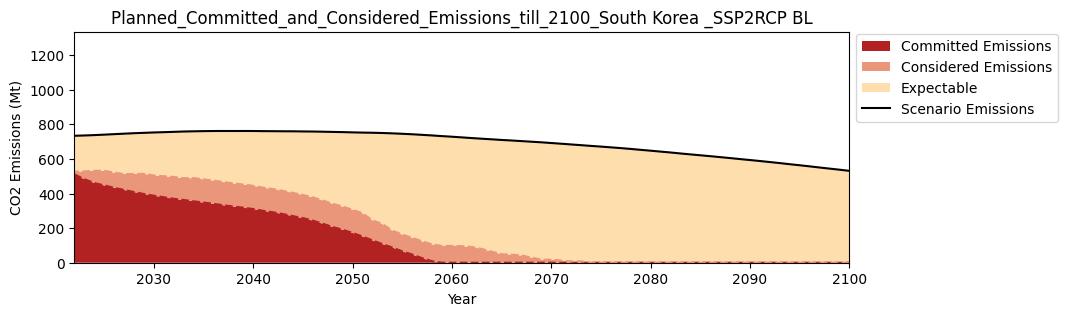 Planned_Committed_and_Considered_Emissions_till_2100_South Korea _SSP2RCP BL
CO2 Emissions (Mt)
1200
1000
800
600
400
200
0
2030 2040 2050 2060 2070 2080 2090 2100
Year
Committed Emissions
Considered Emissions
Expectable
Scenario Emissions